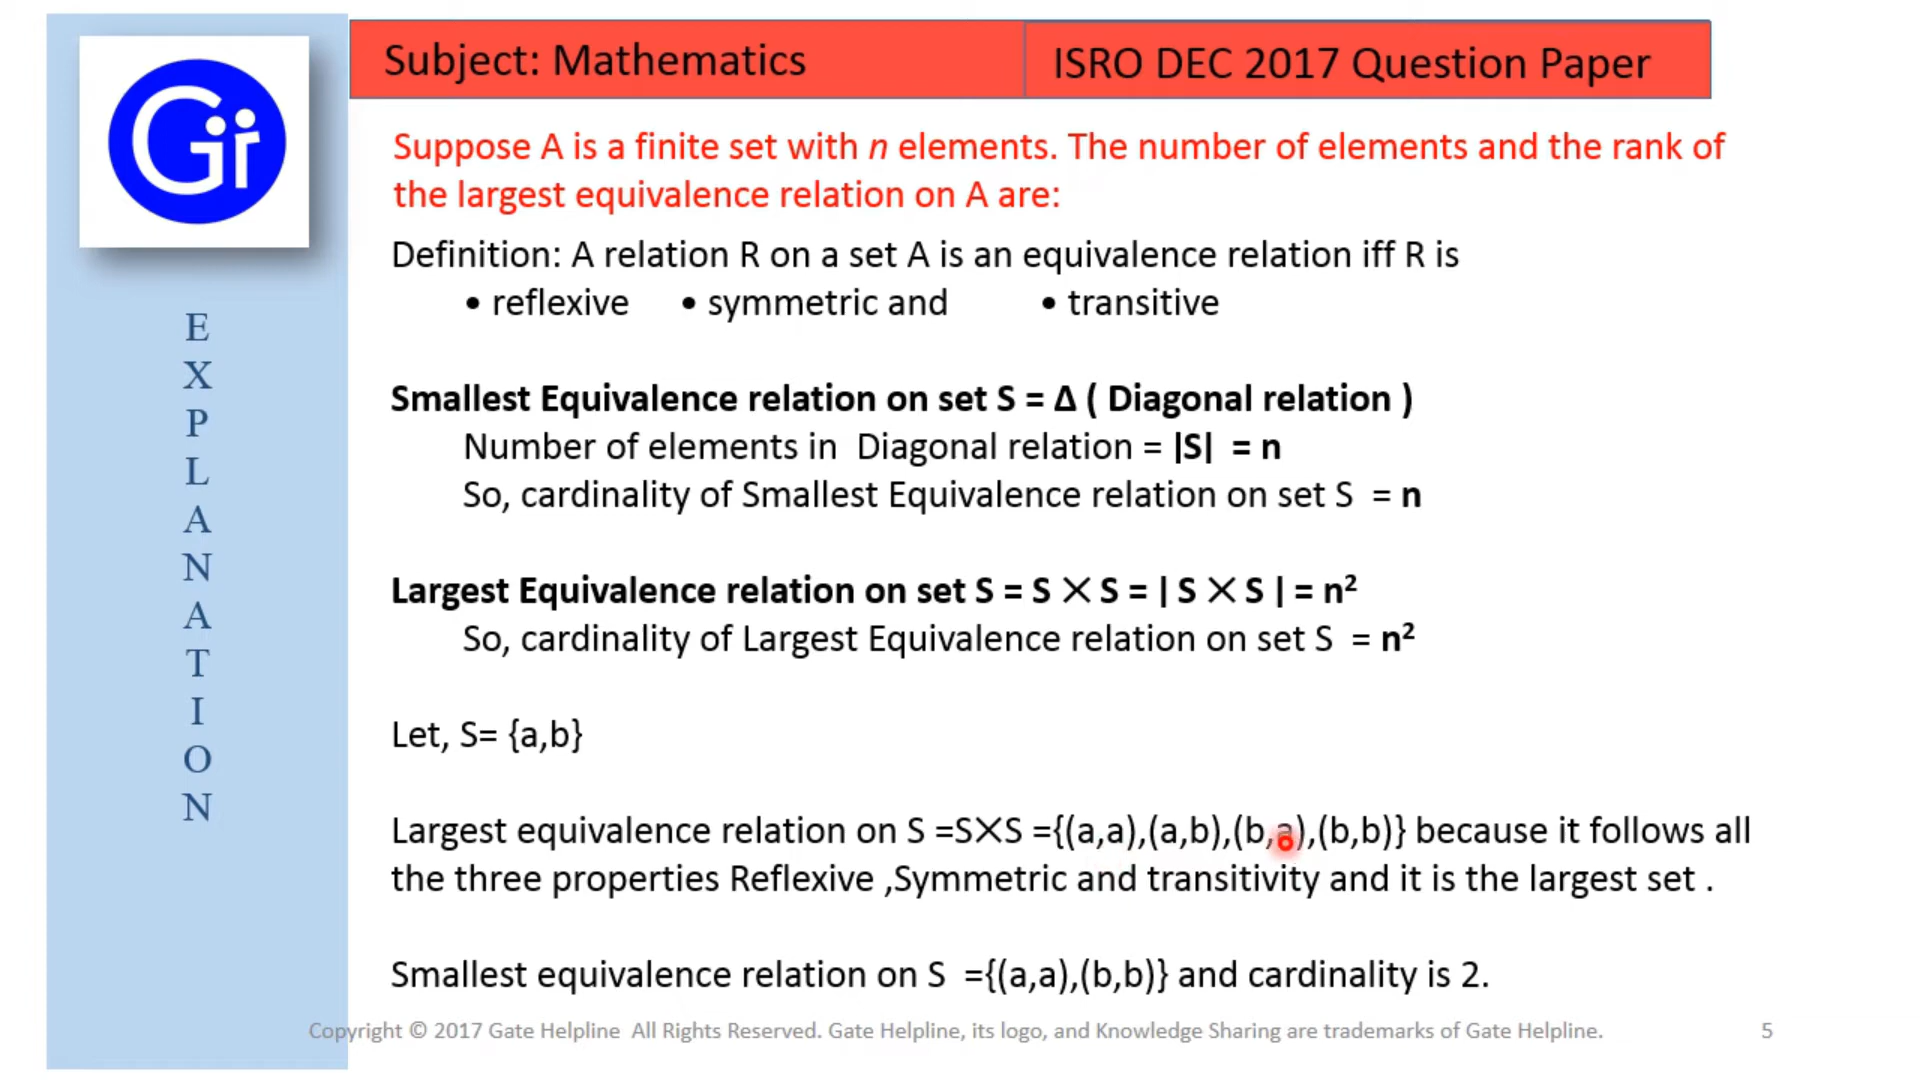 Gi
Subject: Mathematics
ISRO DEC 2017 Question Paper
Suppose A is a finite set with n elements. The number of elements and the rank of
the largest equivalence relation on A are:
Definition: A relation R on a set A is an equivalence relation iff R is
• reflexive • symmetric and • transitive
Smallest Equivalence relation on set S = Δ ( Diagonal relation )
Number of elements in Diagonal relation = |S| = n
So, cardinality of Smallest Equivalence relation on set S = n
Largest Equivalence relation on set S = S × S = | S × S | = n²
So, cardinality of Largest Equivalence relation on set S = n²
Let, S= {a,b}
Largest equivalence relation on S =S×S ={(a,a),(a,b),(b,a),(b,b)} because it follows all
the three properties Reflexive ,Symmetric and transitivity and it is the largest set .
Smallest equivalence relation on S ={(a,a),(b,b)} and cardinality is 2.
E
X
P
L
A
N
A
T
I
O
N
Copyright © 2017 Gate Helpline All Rights Reserved. Gate Helpline, its logo, and Knowledge Sharing are trademarks of Gate Helpline.
5